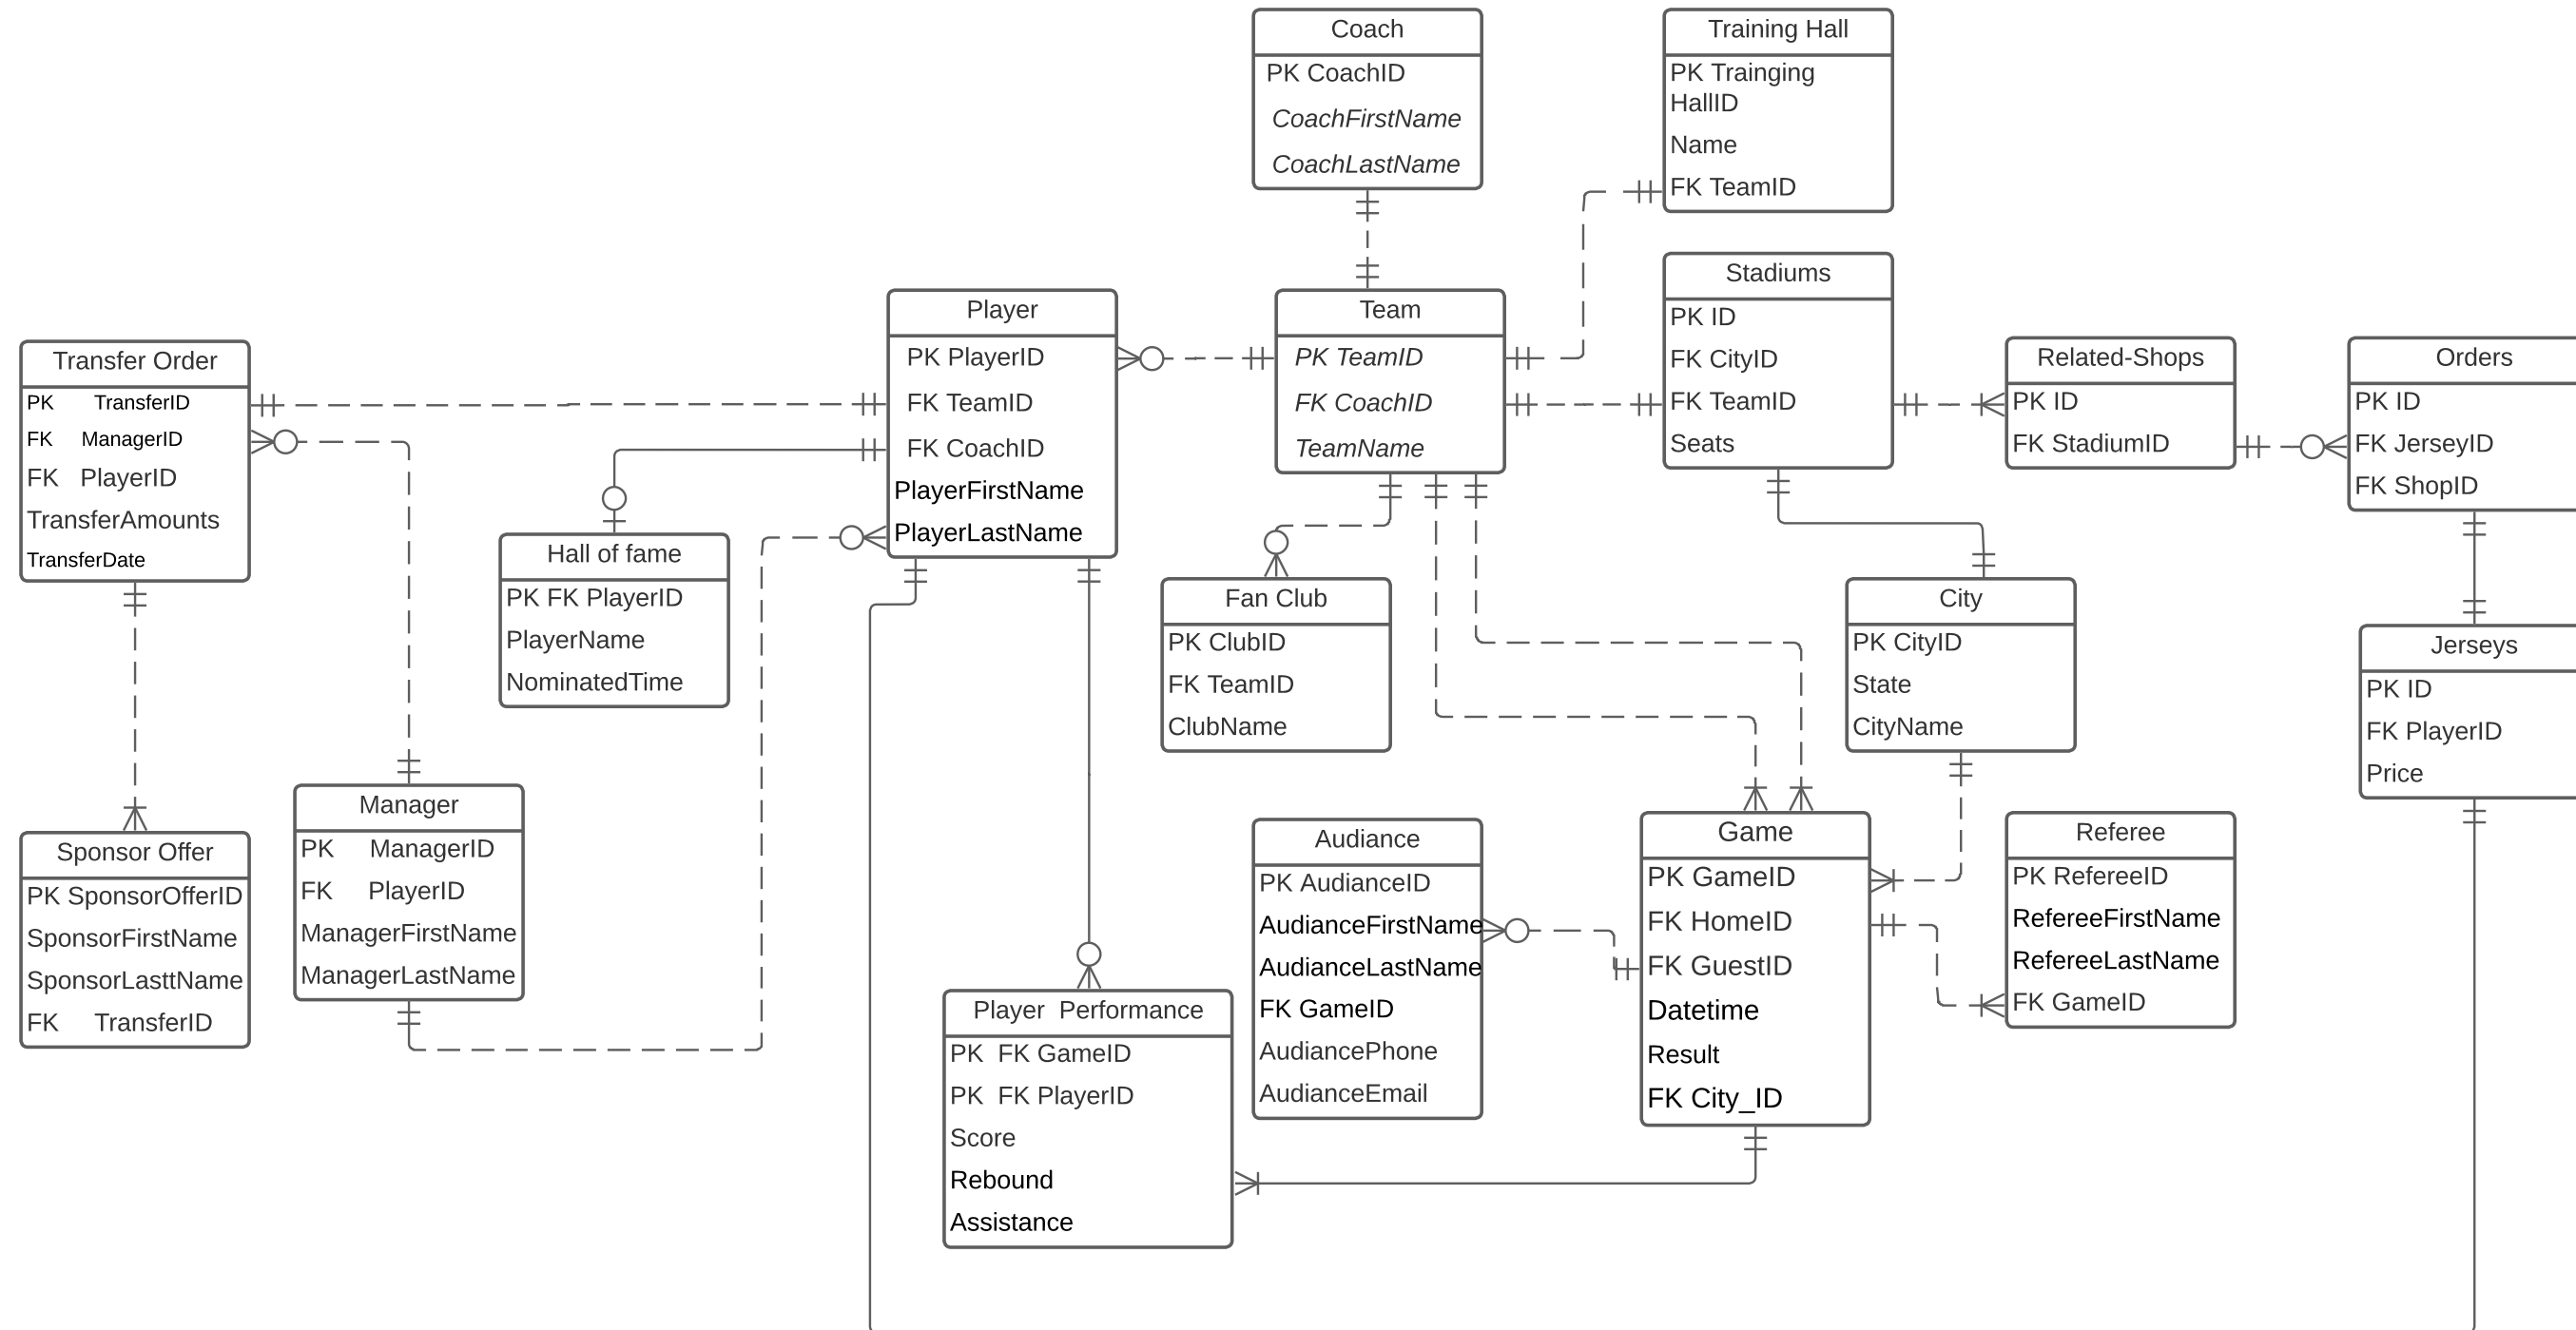 Coach
PK CoachID
CoachFirstName
CoachLastName
Training Hall
PK Trainging
HallID
Name
FK TeamID
Transfer Order
PK TransferID
FK ManagerID
FK PlayerID
TransferAmounts
TransferDate
Player
PK PlayerID
FK TeamID
FK CoachID
PlayerFirstName
PlayerLastName
Team
PK TeamID
FK CoachID
TeamName
Stadiums
PK ID
FK CityID
FK TeamID
Seats
Related-Shops
PK ID
FK StadiumID
Orders
PK ID
FK JerseyID
FK ShopID
Hall of fame
PK FK PlayerID
PlayerName
NominatedTime
Fan Club
PK ClubID
FK TeamID
ClubName
City
PK CityID
State
CityName
Jerseys
PK ID
FK PlayerID
Price
Sponsor Offer
PK SponsorOfferID
SponsorFirstName
SponsorLasttName
FK TransferID
Manager
PK ManagerID
FK PlayerID
ManagerFirstName
ManagerLastName
Player Performance
PK FK GameID
PK FK PlayerID
Score
Rebound
Assistance
Audiance
PK AudianceID
AudianceFirstName
AudianceLastName
FK GameID
AudiancePhone
AudianceEmail
Game
PK GameID
FK HomeID
FK GuestID
Datetime
Result
FK City_ID
Referee
PK RefereeID
RefereeFirstName
RefereeLastName
FK GameID